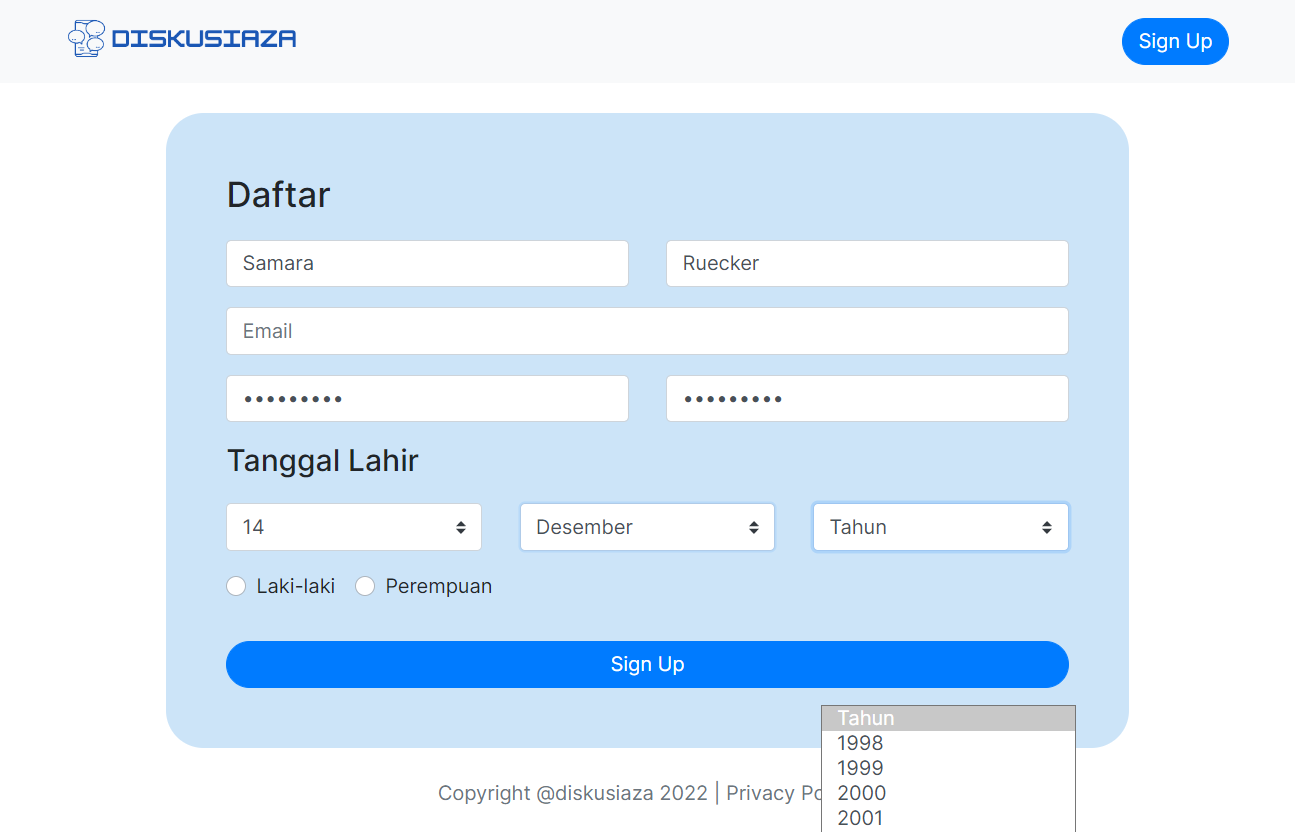 DISKUSIAZA
Sign Up
Daftar
Samara Ruecker
Email
••••••••• •••••••••
Tanggal Lahir
14 Desember Tahun
Laki-laki Perempuan
Sign Up
Tahun
1998
1999
2000
2001
Copyright @diskusiaza 2022 | Privacy